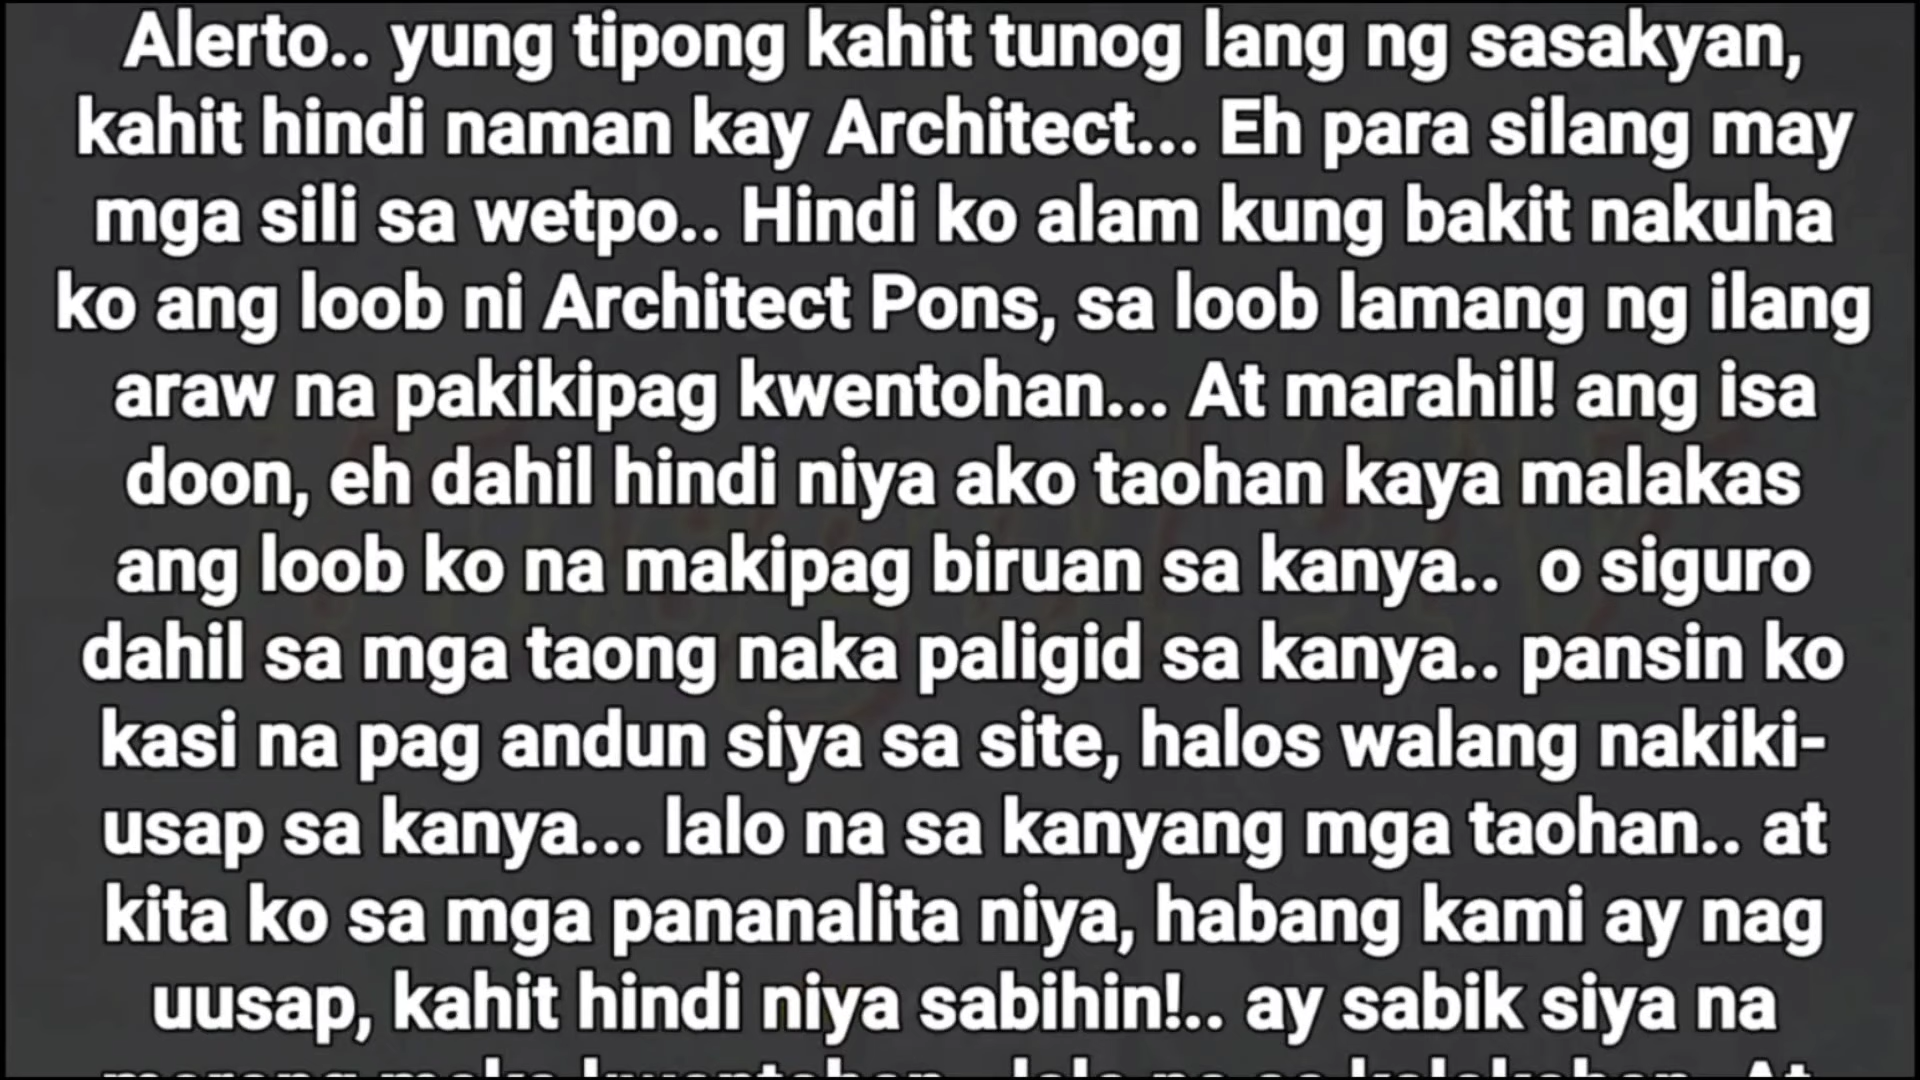 Alerto.. yung tipong kahit tunog lang ng sasakyan,
kahit hindi naman kay Architect... Eh para silang may
mga sili sa wetpo.. Hindi ko alam kung bakit nakuha
ko ang loob ni Architect Pons, sa loob lamang ng ilang
araw na pakikipag kwentohan... At marahil! ang isa
doon, eh dahil hindi niya ako taohan kaya malakas
ang loob ko na makipag biruan sa kanya..  o siguro
dahil sa mga taong naka paligid sa kanya.. pansin ko
kasi na pag andun siya sa site, halos walang nakiki-
usap sa kanya... lalo na sa kanyang mga taohan.. at
kita ko sa mga pananalita niya, habang kami ay nag
uusap, kahit hindi niya sabihin!.. ay sabik siya na